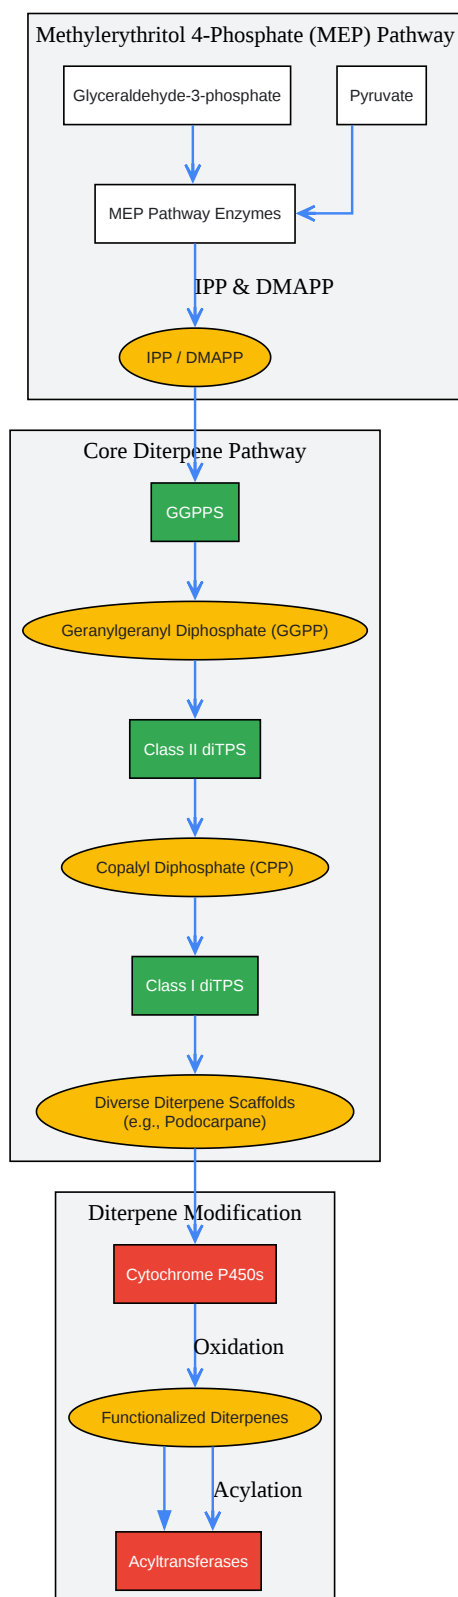 Methylerythritol 4-Phosphate (MEP) Pathway
Glyceraldehyde-3-phosphate
Pyruvate
MEP Pathway Enzymes
IPP & DMAPP
IPP / DMAPP
Core Diterpene Pathway
GGPPS
Geranylgeranyl Diphosphate (GGPP)
Class II diTPS
Copalyl Diphosphate (CPP)
Class I diTPS
Diverse Diterpene Scaffolds
(e.g., Podocarpane)
Diterpene Modification
Cytochrome P450s
Oxidation
Functionalized Diterpenes
Acylation
Acyltransferases